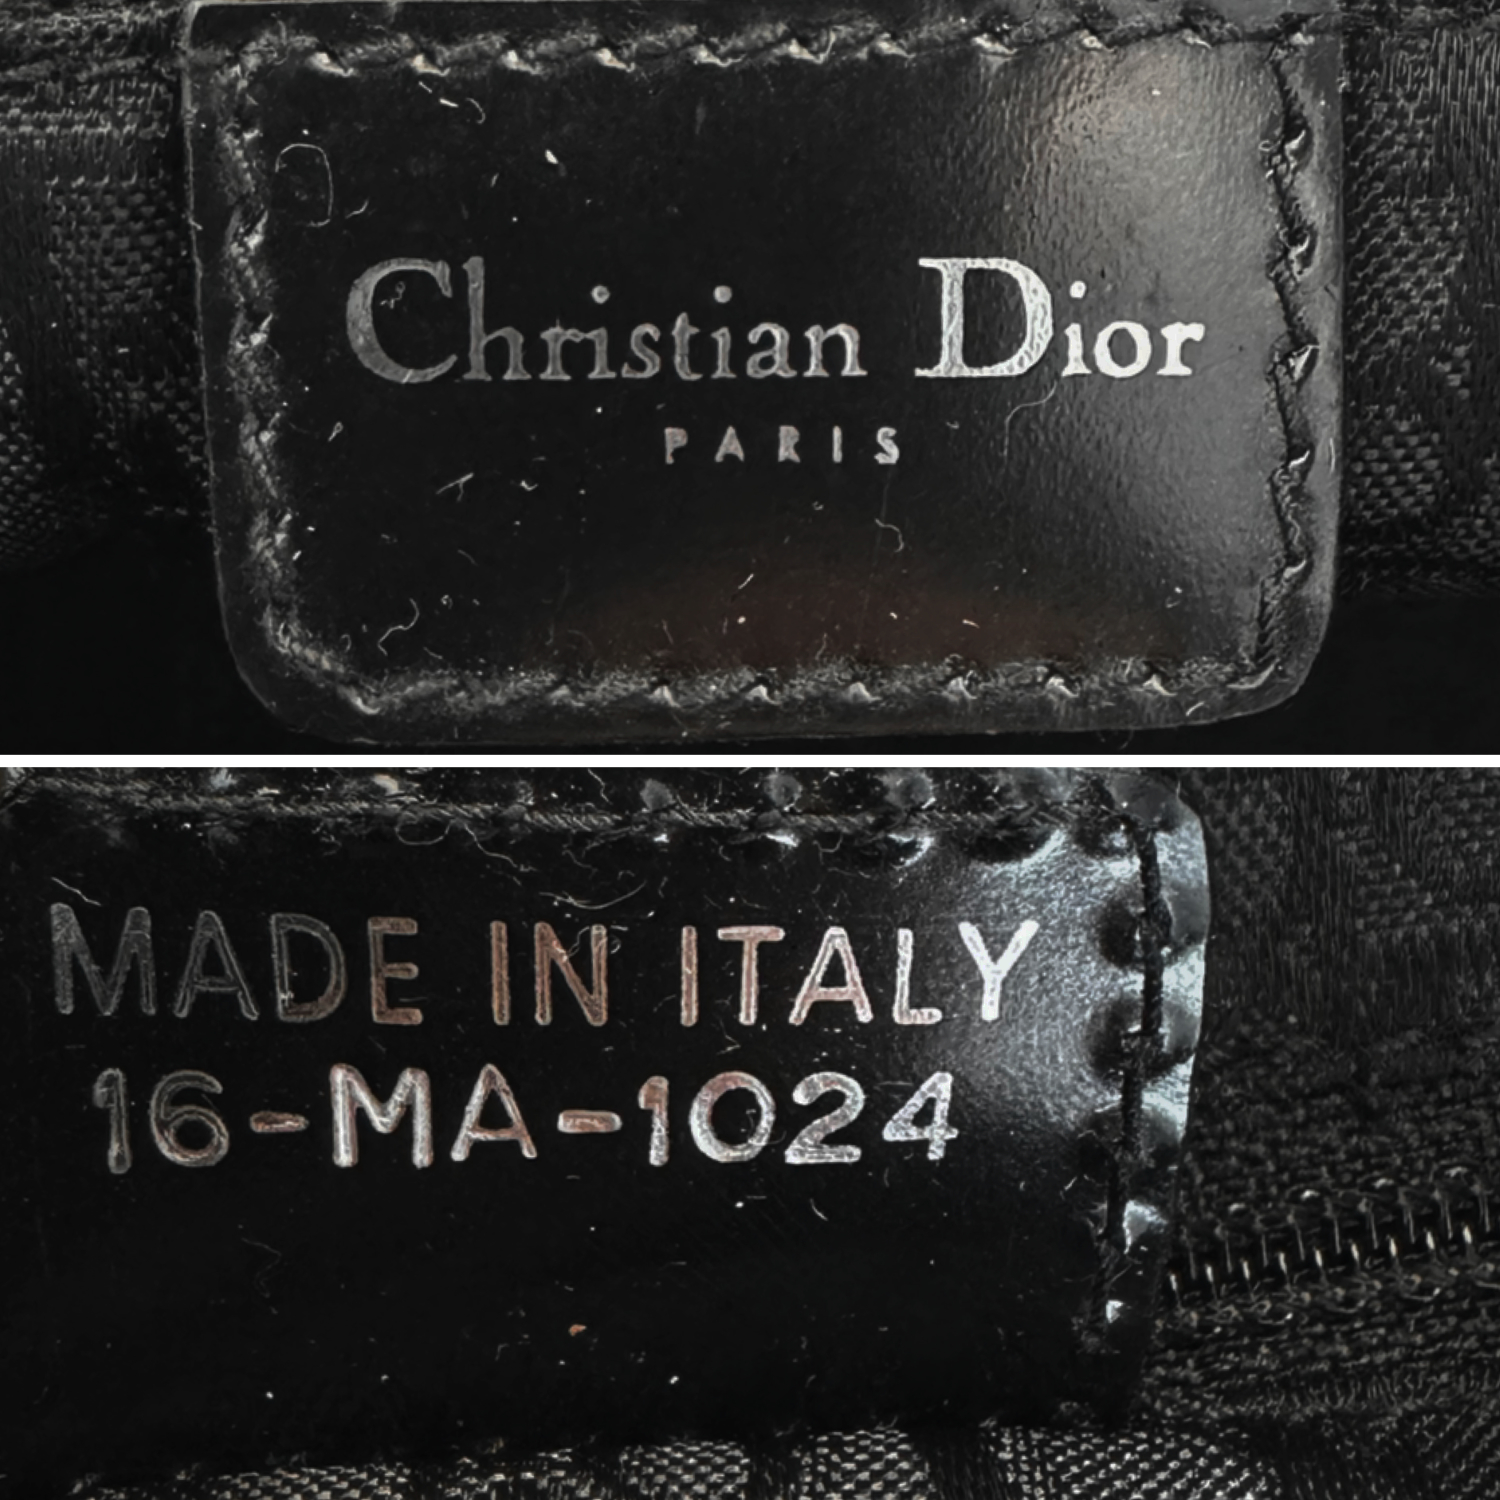 Christian Dior
PARIS
MADE IN ITALY
16-MA-1024